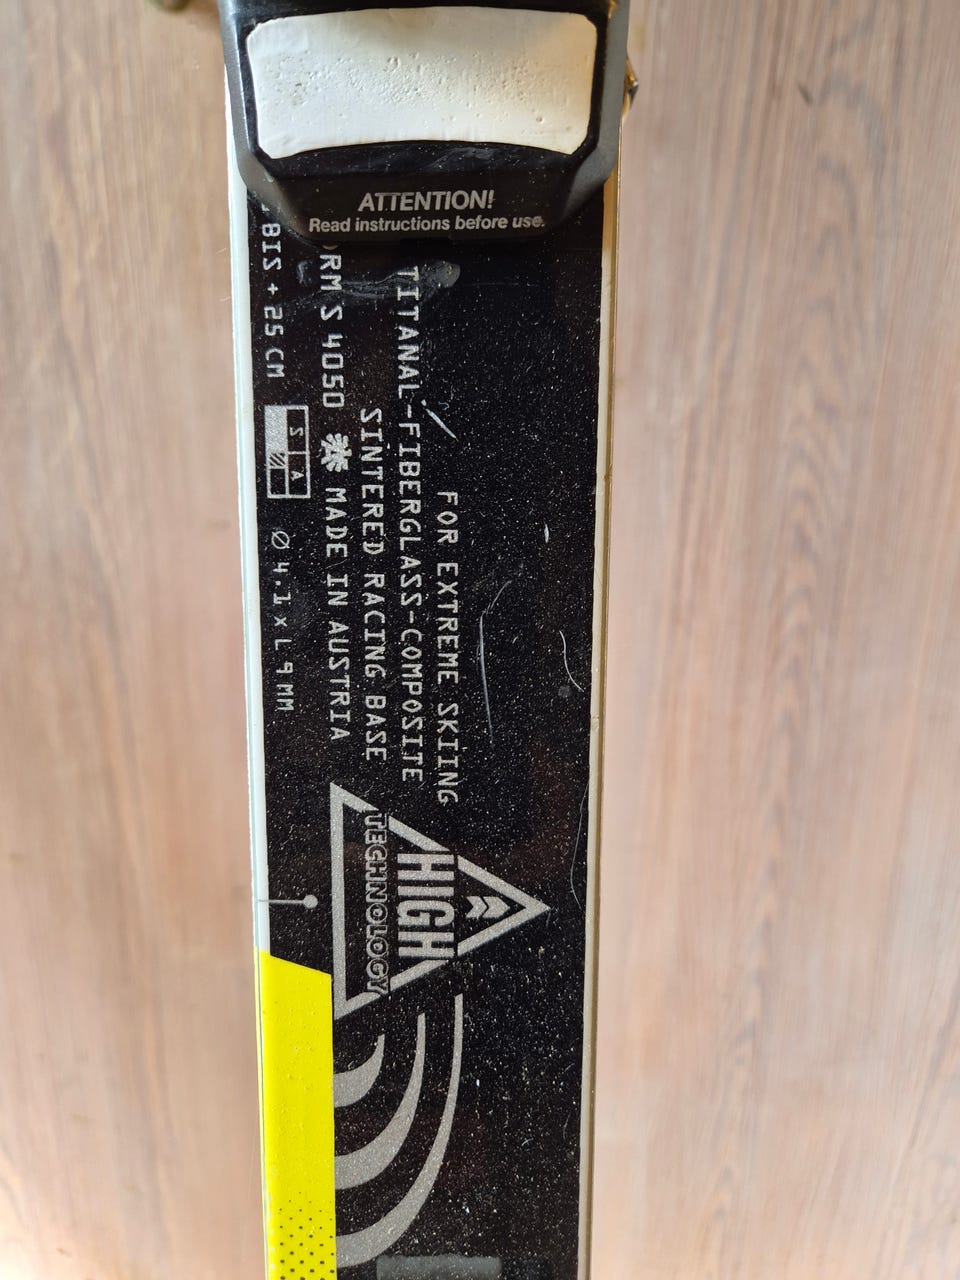 ATTENTION!
Read instructions before use.
FOR EXTREME SKIING
TITANAL-FIBERGLASS-COMPOSITE
SINTERED RACING BASE
S 4050 MADE IN AUSTRIA
BIS + 25 CM S A Ø 4.1 x L 9 MM
HIGH
TECHNOLOGY